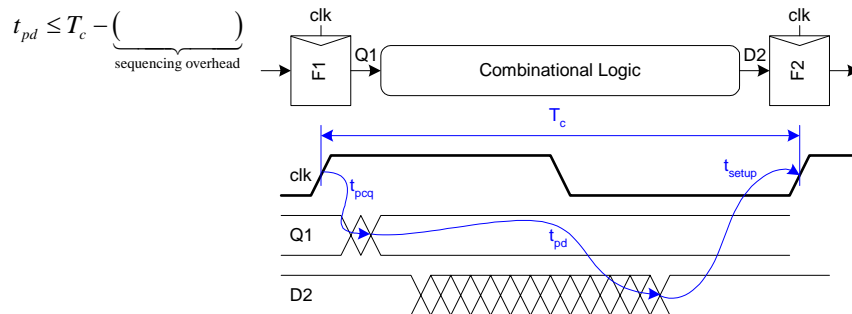 t_pd ≤ T_c − ( )
sequencing overhead
clk clk
F1 Q1 Combinational Logic D2 F2
T_c
clk t_pcq t_setup
Q1 t_pd
D2